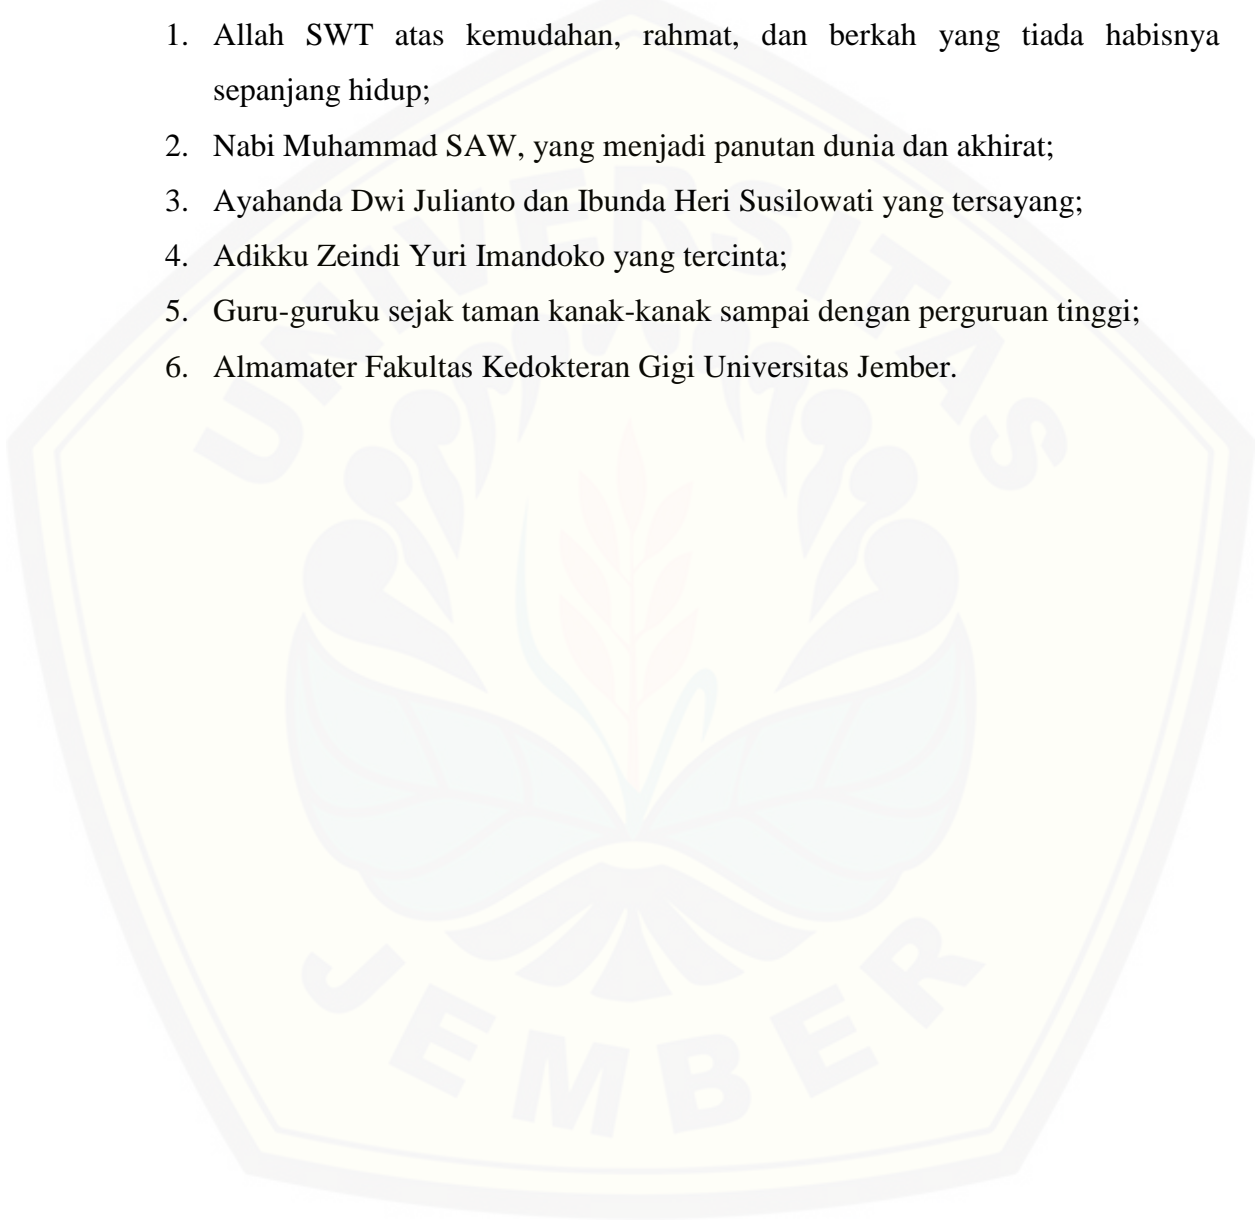 1. Allah SWT atas kemudahan, rahmat, dan berkah yang tiada habisnya
sepanjang hidup;
2. Nabi Muhammad SAW, yang menjadi panutan dunia dan akhirat;
3. Ayahanda Dwi Julianto dan Ibunda Heri Susilowati yang tersayang;
4. Adikku Zeindi Yuri Imandoko yang tercinta;
5. Guru-guruku sejak taman kanak-kanak sampai dengan perguruan tinggi;
6. Almamater Fakultas Kedokteran Gigi Universitas Jember.
UNIVERSITAS
JEMBER